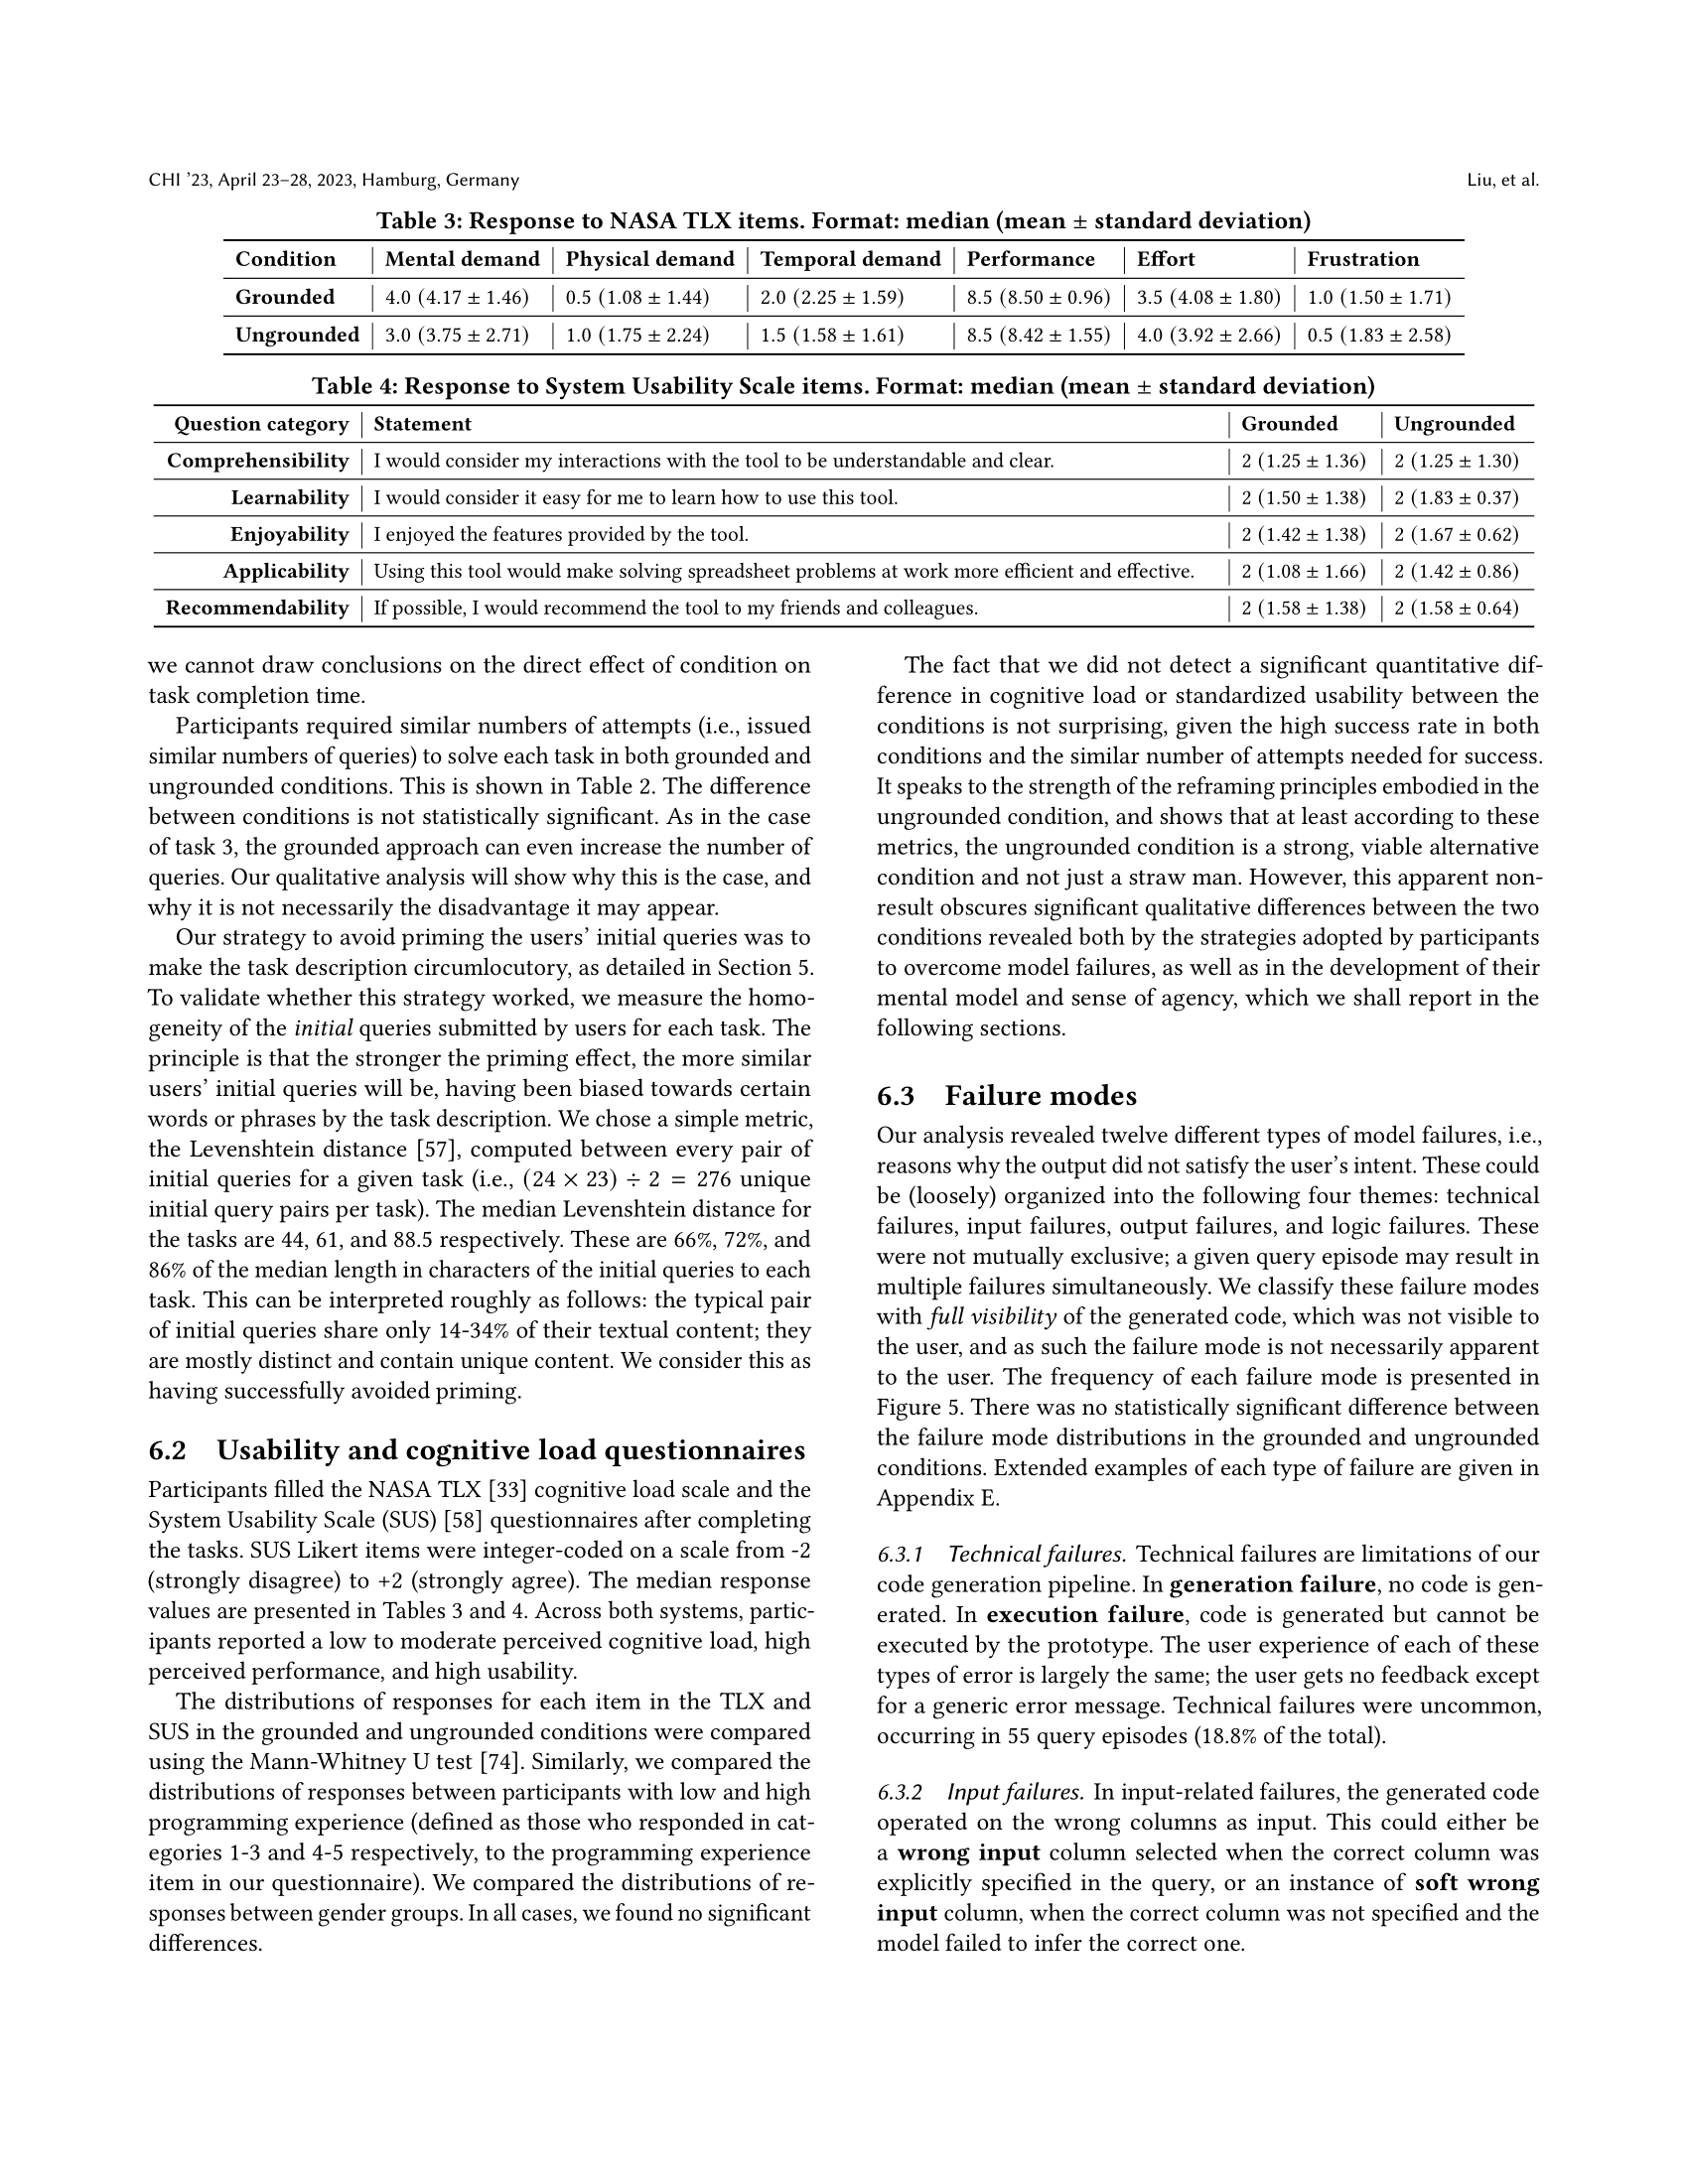 CHI ’23, April 23–28, 2023, Hamburg, Germany
Liu, et al.
Table 3: Response to NASA TLX items. Format: median (mean ± standard deviation)
Condition | Mental demand | Physical demand | Temporal demand | Performance | Effort | Frustration
Grounded | 4.0 (4.17 ± 1.46) | 0.5 (1.08 ± 1.44) | 2.0 (2.25 ± 1.59) | 8.5 (8.50 ± 0.96) | 3.5 (4.08 ± 1.80) | 1.0 (1.50 ± 1.71)
Ungrounded | 3.0 (3.75 ± 2.71) | 1.0 (1.75 ± 2.24) | 1.5 (1.58 ± 1.61) | 8.5 (8.42 ± 1.55) | 4.0 (3.92 ± 2.66) | 0.5 (1.83 ± 2.58)
Table 4: Response to System Usability Scale items. Format: median (mean ± standard deviation)
Question category | Statement | Grounded | Ungrounded
Comprehensibility | I would consider my interactions with the tool to be understandable and clear. | 2 (1.25 ± 1.36) | 2 (1.25 ± 1.30)
Learnability | I would consider it easy for me to learn how to use this tool. | 2 (1.50 ± 1.38) | 2 (1.83 ± 0.37)
Enjoyability | I enjoyed the features provided by the tool. | 2 (1.42 ± 1.38) | 2 (1.67 ± 0.62)
Applicability | Using this tool would make solving spreadsheet problems at work more efficient and effective. | 2 (1.08 ± 1.66) | 2 (1.42 ± 0.86)
Recommendability | If possible, I would recommend the tool to my friends and colleagues. | 2 (1.58 ± 1.38) | 2 (1.58 ± 0.64)
we cannot draw conclusions on the direct effect of condition on
task completion time.
Participants required similar numbers of attempts (i.e., issued
similar numbers of queries) to solve each task in both grounded and
ungrounded conditions. This is shown in Table 2. The difference
between conditions is not statistically significant. As in the case
of task 3, the grounded approach can even increase the number of
queries. Our qualitative analysis will show why this is the case, and
why it is not necessarily the disadvantage it may appear.
Our strategy to avoid priming the users’ initial queries was to
make the task description circumlocutory, as detailed in Section 5.
To validate whether this strategy worked, we measure the homo-
geneity of the initial queries submitted by users for each task. The
principle is that the stronger the priming effect, the more similar
users’ initial queries will be, having been biased towards certain
words or phrases by the task description. We chose a simple metric,
the Levenshtein distance [57], computed between every pair of
initial queries for a given task (i.e., (24 × 23) ÷ 2 = 276 unique
initial query pairs per task). The median Levenshtein distance for
the tasks are 44, 61, and 88.5 respectively. These are 66%, 72%, and
86% of the median length in characters of the initial queries to each
task. This can be interpreted roughly as follows: the typical pair
of initial queries share only 14-34% of their textual content; they
are mostly distinct and contain unique content. We consider this as
having successfully avoided priming.
6.2 Usability and cognitive load questionnaires
Participants filled the NASA TLX [33] cognitive load scale and the
System Usability Scale (SUS) [58] questionnaires after completing
the tasks. SUS Likert items were integer-coded on a scale from -2
(strongly disagree) to +2 (strongly agree). The median response
values are presented in Tables 3 and 4. Across both systems, partic-
ipants reported a low to moderate perceived cognitive load, high
perceived performance, and high usability.
The distributions of responses for each item in the TLX and
SUS in the grounded and ungrounded conditions were compared
using the Mann-Whitney U test [74]. Similarly, we compared the
distributions of responses between participants with low and high
programming experience (defined as those who responded in cat-
egories 1-3 and 4-5 respectively, to the programming experience
item in our questionnaire). We compared the distributions of re-
sponses between gender groups. In all cases, we found no significant
differences.
The fact that we did not detect a significant quantitative dif-
ference in cognitive load or standardized usability between the
conditions is not surprising, given the high success rate in both
conditions and the similar number of attempts needed for success.
It speaks to the strength of the reframing principles embodied in the
ungrounded condition, and shows that at least according to these
metrics, the ungrounded condition is a strong, viable alternative
condition and not just a straw man. However, this apparent non-
result obscures significant qualitative differences between the two
conditions revealed both by the strategies adopted by participants
to overcome model failures, as well as in the development of their
mental model and sense of agency, which we shall report in the
following sections.
6.3 Failure modes
Our analysis revealed twelve different types of model failures, i.e.,
reasons why the output did not satisfy the user’s intent. These could
be (loosely) organized into the following four themes: technical
failures, input failures, output failures, and logic failures. These
were not mutually exclusive; a given query episode may result in
multiple failures simultaneously. We classify these failure modes
with full visibility of the generated code, which was not visible to
the user, and as such the failure mode is not necessarily apparent
to the user. The frequency of each failure mode is presented in
Figure 5. There was no statistically significant difference between
the failure mode distributions in the grounded and ungrounded
conditions. Extended examples of each type of failure are given in
Appendix E.
6.3.1 Technical failures. Technical failures are limitations of our
code generation pipeline. In generation failure, no code is gen-
erated. In execution failure, code is generated but cannot be
executed by the prototype. The user experience of each of these
types of error is largely the same; the user gets no feedback except
for a generic error message. Technical failures were uncommon,
occurring in 55 query episodes (18.8% of the total).
6.3.2 Input failures. In input-related failures, the generated code
operated on the wrong columns as input. This could either be
a wrong input column selected when the correct column was
explicitly specified in the query, or an instance of soft wrong
input column, when the correct column was not specified and the
model failed to infer the correct one.